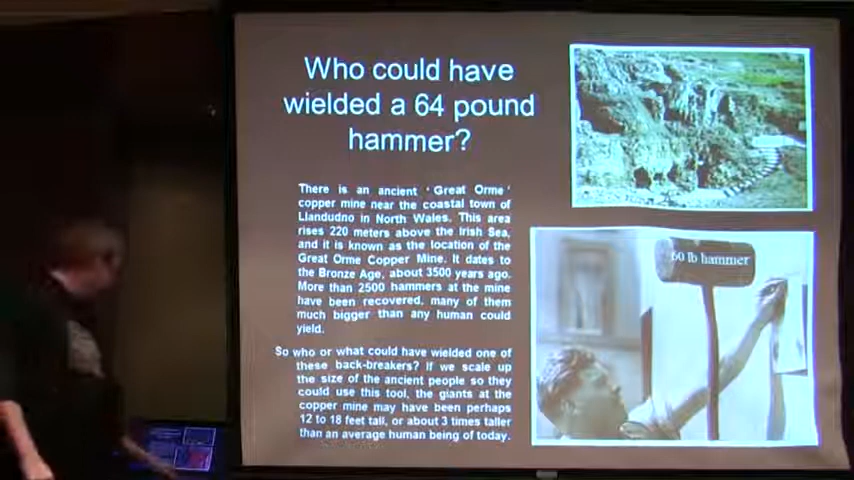 Who could have
wielded a 64 pound
hammer?
There is an ancient 'Great Orme'
copper mine near the coastal town of
Llandudno in North Wales. This area
rises 220 meters above the Irish Sea,
and it is known as the location of the
Great Orme Copper Mine. It dates to
the Bronze Age, about 3500 years ago.
More than 2500 hammers at the mine
have been recovered, many of them
much bigger than any human could
yield.
So who or what could have wielded one of
these back-breakers? If we scale up
the size of the ancient people so they
could use this tool, the giants at the
copper mine may have been perhaps
12 to 18 feet tall, or about 3 times taller
than an average human being of today.
60 lb hammer